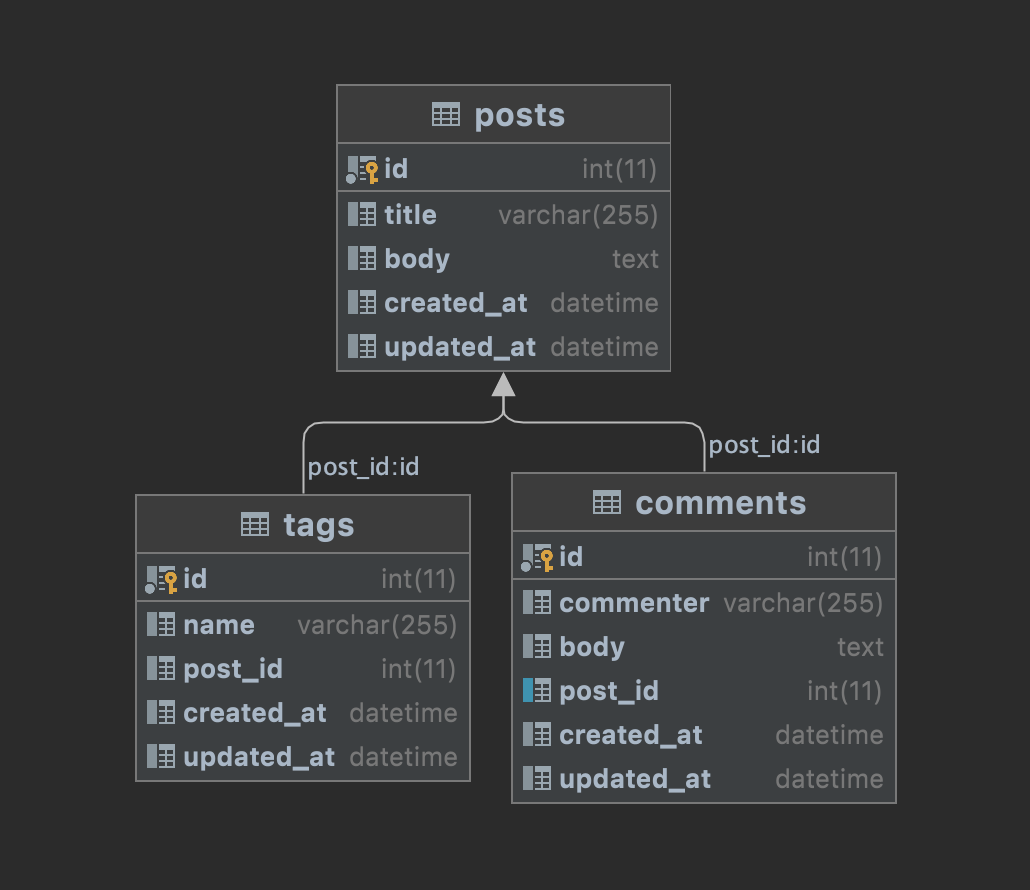 posts
id int(11)
title varchar(255)
body text
created_at datetime
updated_at datetime
post_id:id
post_id:id
tags
id int(11)
name varchar(255)
post_id int(11)
created_at datetime
updated_at datetime
comments
id int(11)
commenter varchar(255)
body text
post_id int(11)
created_at datetime
updated_at datetime